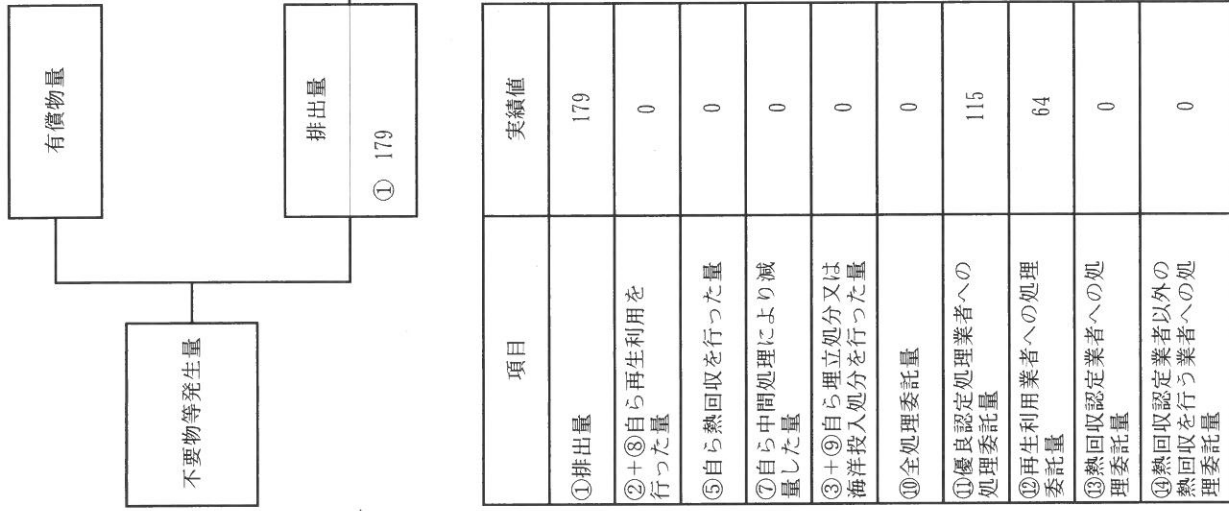 不要物等発生量
有償物量
排出量
① 179
項目 実績値
①排出量 179
②+⑧自ら再生利用を
行った量 0
⑤自ら熱回収を行った量 0
⑦自ら中間処理により減
量した量 0
③+⑨自ら埋立処分又は
海洋投入処分を行った量 0
⑩全処理委託量 0
⑪優良認定処理業者への
処理委託量 115
⑫再生利用業者への処理
委託量 64
⑬熱回収認定業者への処
理委託量 0
⑭熱回収認定業者以外の
熱回収を行う業者への処
理委託量 0